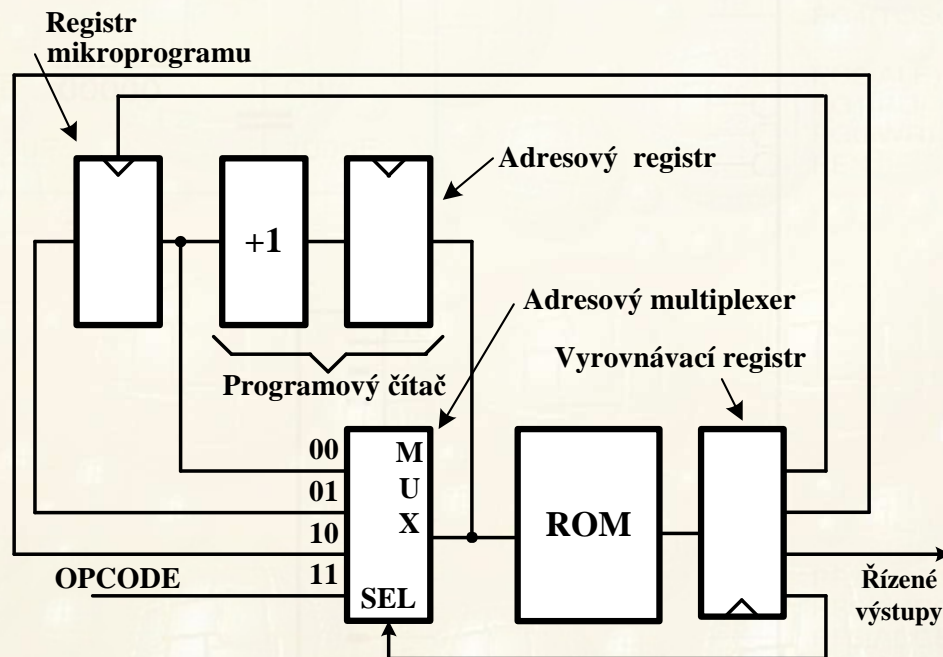 Registr
mikroprogramu
Adresový registr
+1
Adresový multiplexer
Vyrovnávací registr
Programový čítač
00
01
10
11
OPCODE
M
U
X
SEL
ROM
Řízené
výstupy